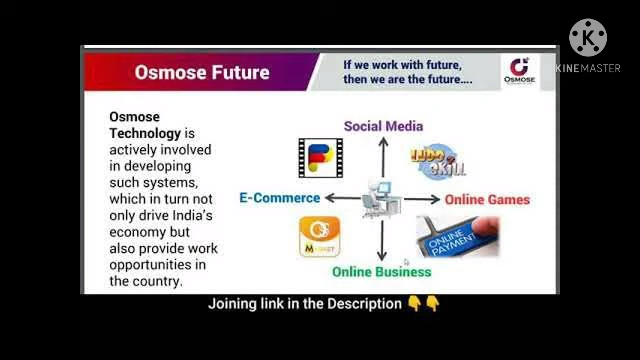 KINEMASTER
Osmose Future
If we work with future,
then we are the future....
OSMOSE
Osmose
Technology is
actively involved
in developing
such systems,
which in turn not
only drive India's
economy but
also provide work
opportunities in
the country.
Social Media
LUDO
SKILL
E-Commerce
Online Games
ONLINE
PAYMENT
Online Business
Joining link in the Description 👇👇